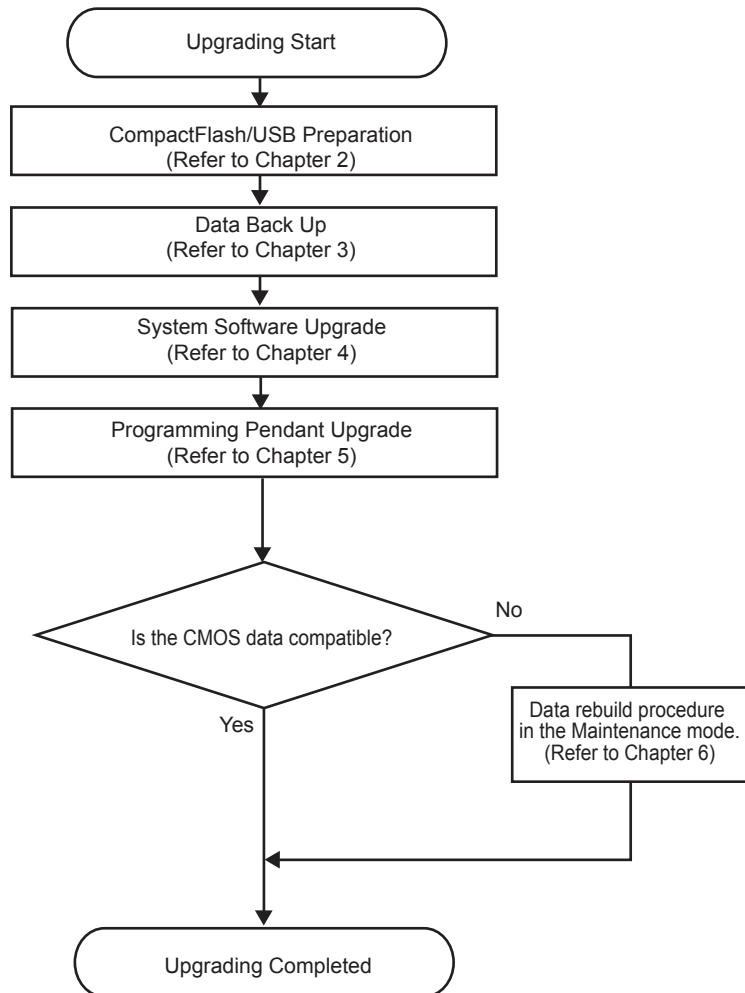 Upgrading Start
CompactFlash/USB Preparation
(Refer to Chapter 2)
Data Back Up
(Refer to Chapter 3)
System Software Upgrade
(Refer to Chapter 4)
Programming Pendant Upgrade
(Refer to Chapter 5)
Is the CMOS data compatible?
No
Yes
Data rebuild procedure
in the Maintenance mode.
(Refer to Chapter 6)
Upgrading Completed